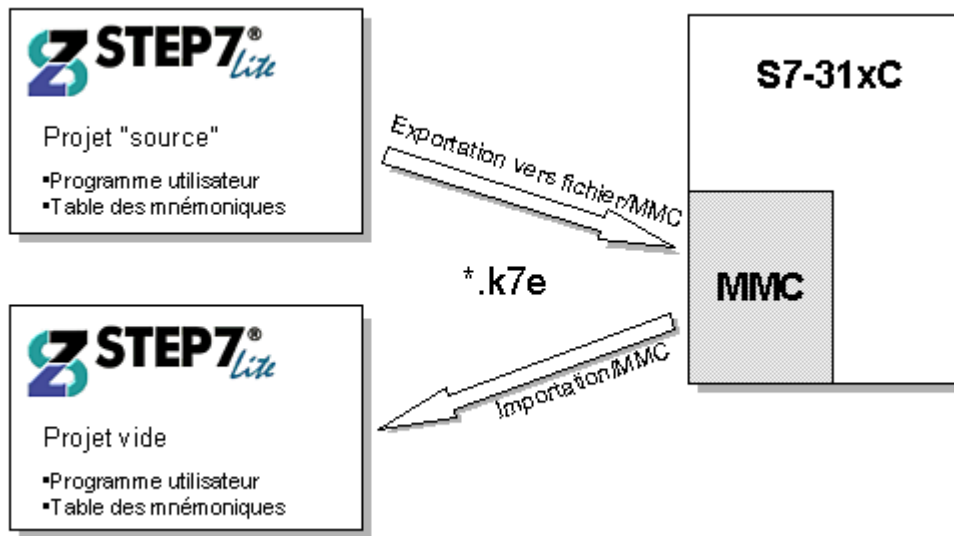 STEP7® Lite
Projet "source"
▪Programme utilisateur
▪Table des mnémoniques
Exportation vers fichier/MMC
S7-31xC
MMC
*.k7e
Importation/MMC
STEP7® Lite
Projet vide
▪Programme utilisateur
▪Table des mnémoniques